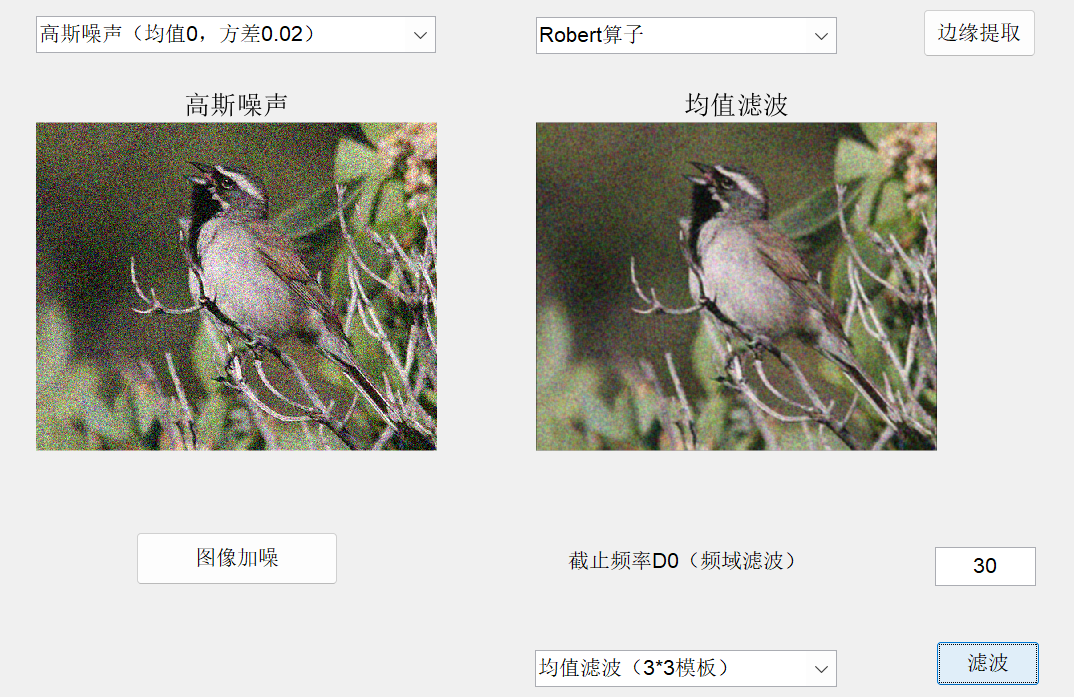 高斯噪声（均值0，方差0.02）
Robert算子
边缘提取
高斯噪声
均值滤波
图像加噪
截止频率D0（频域滤波）
30
均值滤波（3*3模板）
滤波